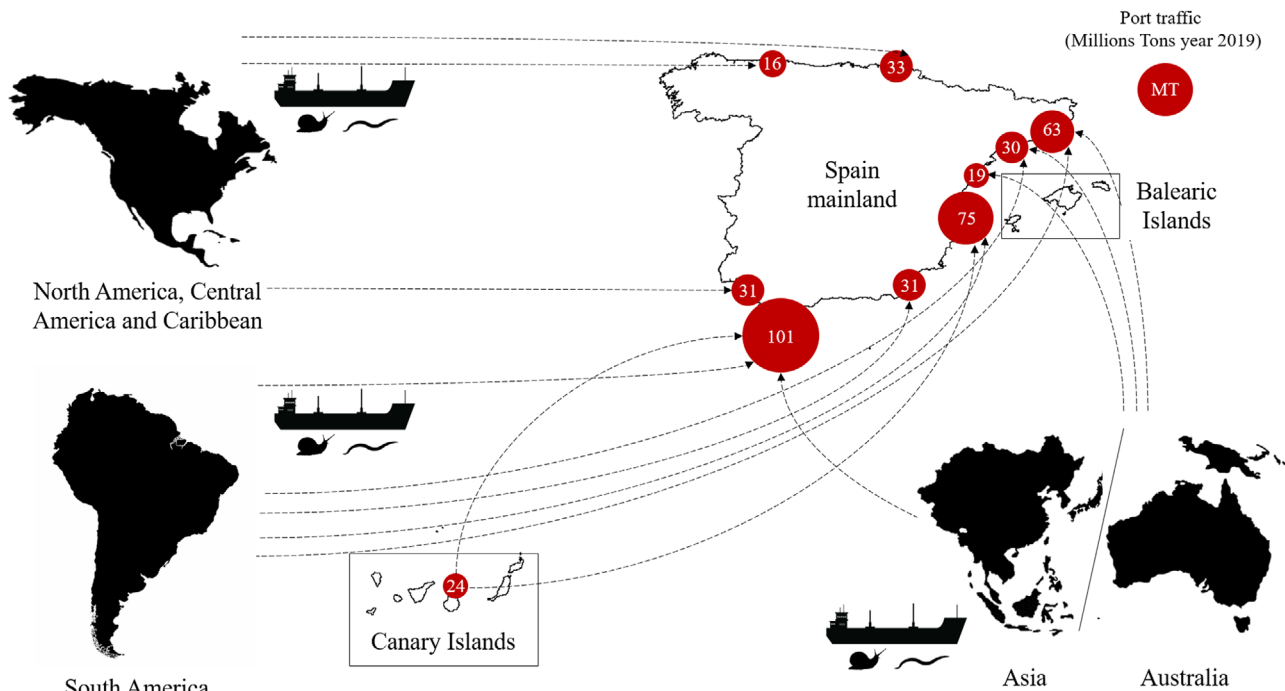 Port traffic
(Millions Tons year 2019)
MT
16
33
63
30
19
Spain
mainland
Balearic
Islands
75
North America, Central
America and Caribbean
31
31
101
24
Canary Islands
South America
Asia
Australia